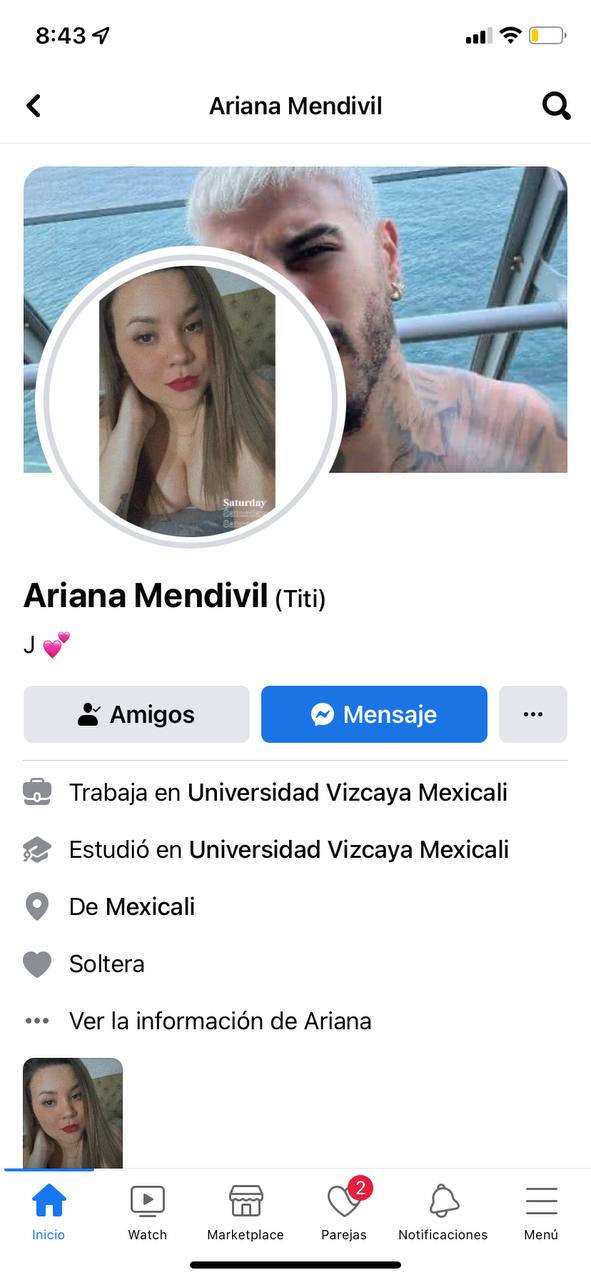 8:43
Ariana Mendivil
Saturday
Ariana Mendivil (Titi)
J 💕
Amigos
Mensaje
Trabaja en Universidad Vizcaya Mexicali
Estudió en Universidad Vizcaya Mexicali
De Mexicali
Soltera
Ver la información de Ariana
2
Inicio
Watch
Marketplace
Parejas
Notificaciones
Menú